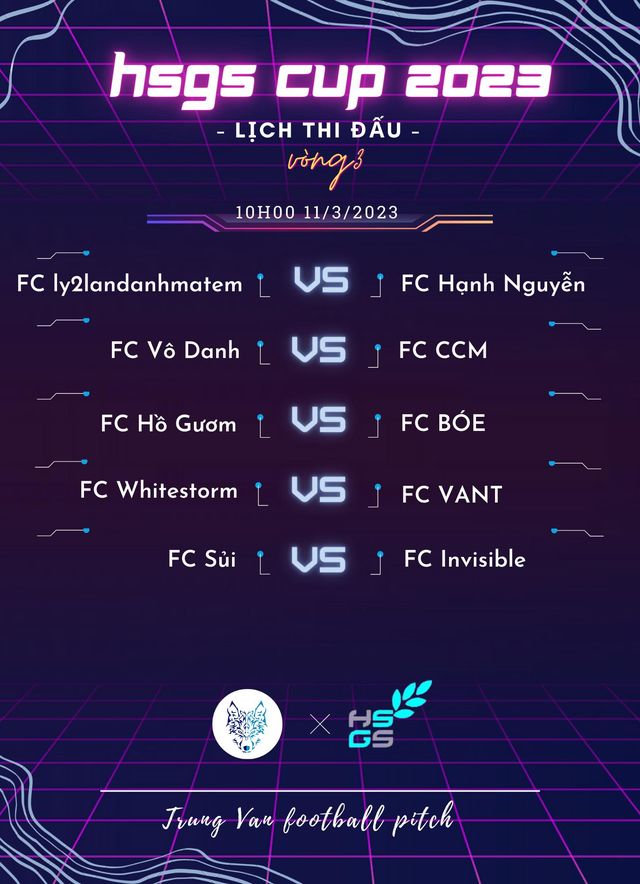 hsgs cup 2023
- LỊCH THI ĐẤU -
vòng 3
10H00 11/3/2023
FC ly2landanhmatem VS FC Hạnh Nguyễn
FC Vô Danh VS FC CCM
FC Hồ Gươm VS FC BÓE
FC Whitestorm VS FC VANT
FC Sủi VS FC Invisible
HS
GS
Trung Van football pitch